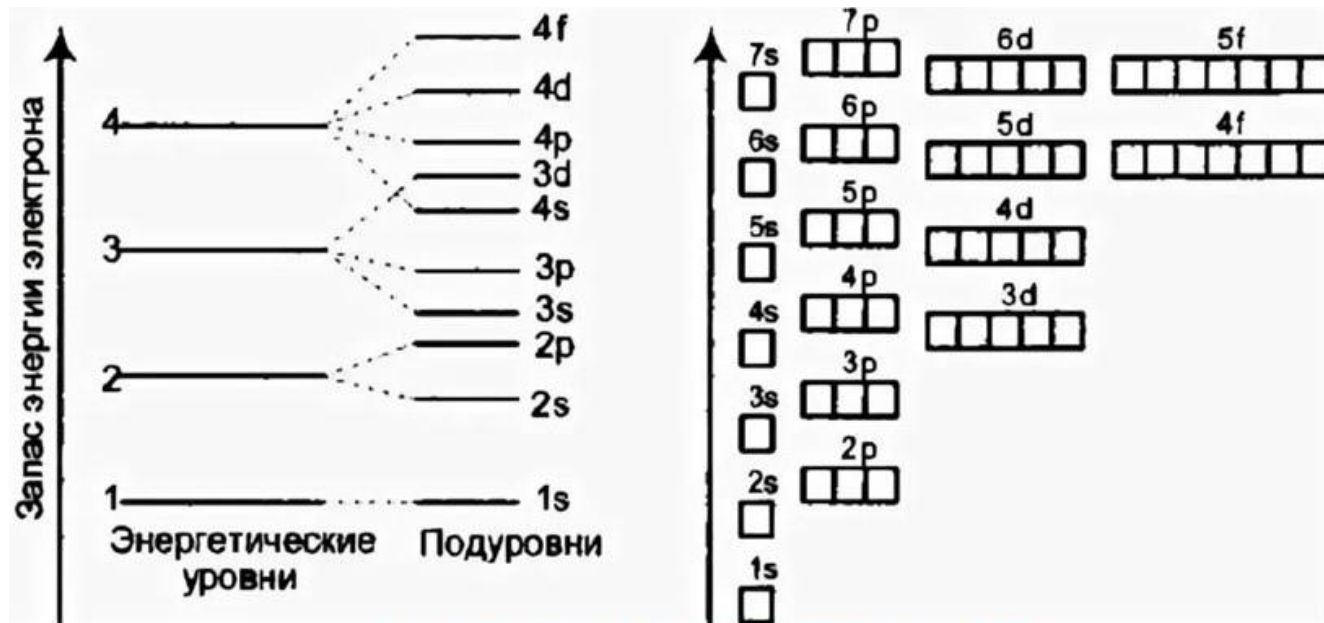 Запас энергии электрона
4
3
2
1
4f
4d
4p
3d
4s
3p
3s
2p
2s
1s
Энергетические
уровни
Подуровни
7p
6d
5f
7s
6p
5d
4f
6s
5p
4d
5s
4p
3d
4s
3p
3s
2p
2s
1s